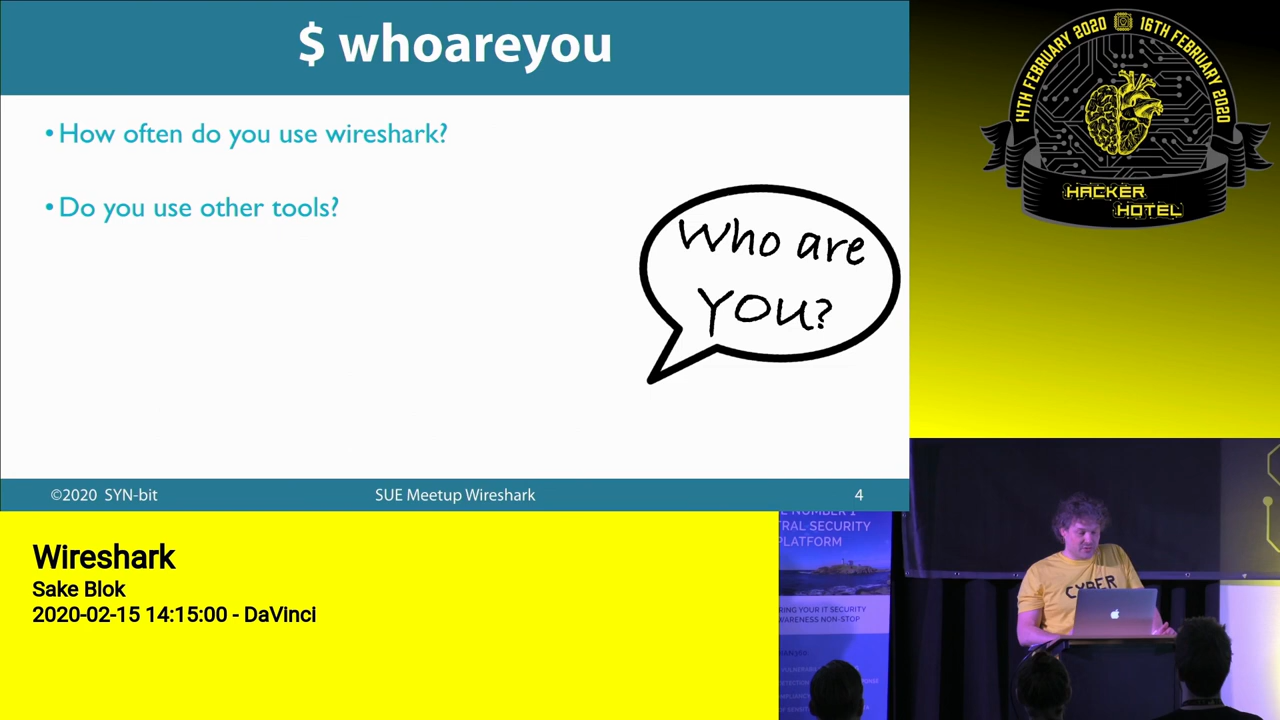 $ whoareyou
• How often do you use wireshark?
• Do you use other tools?
Who are
YOU?
©2020 SYN-bit
SUE Meetup Wireshark
4
14TH FEBRUARY 2020
16TH FEBRUARY 2020
HACKER
HOTEL
Wireshark
Sake Blok
2020-02-15 14:15:00 - DaVinci
NUMBER 1
TRAL SECURITY
PLATFORM
RING YOUR IT SECURITY
WARENESS NON-STOP
CYBER